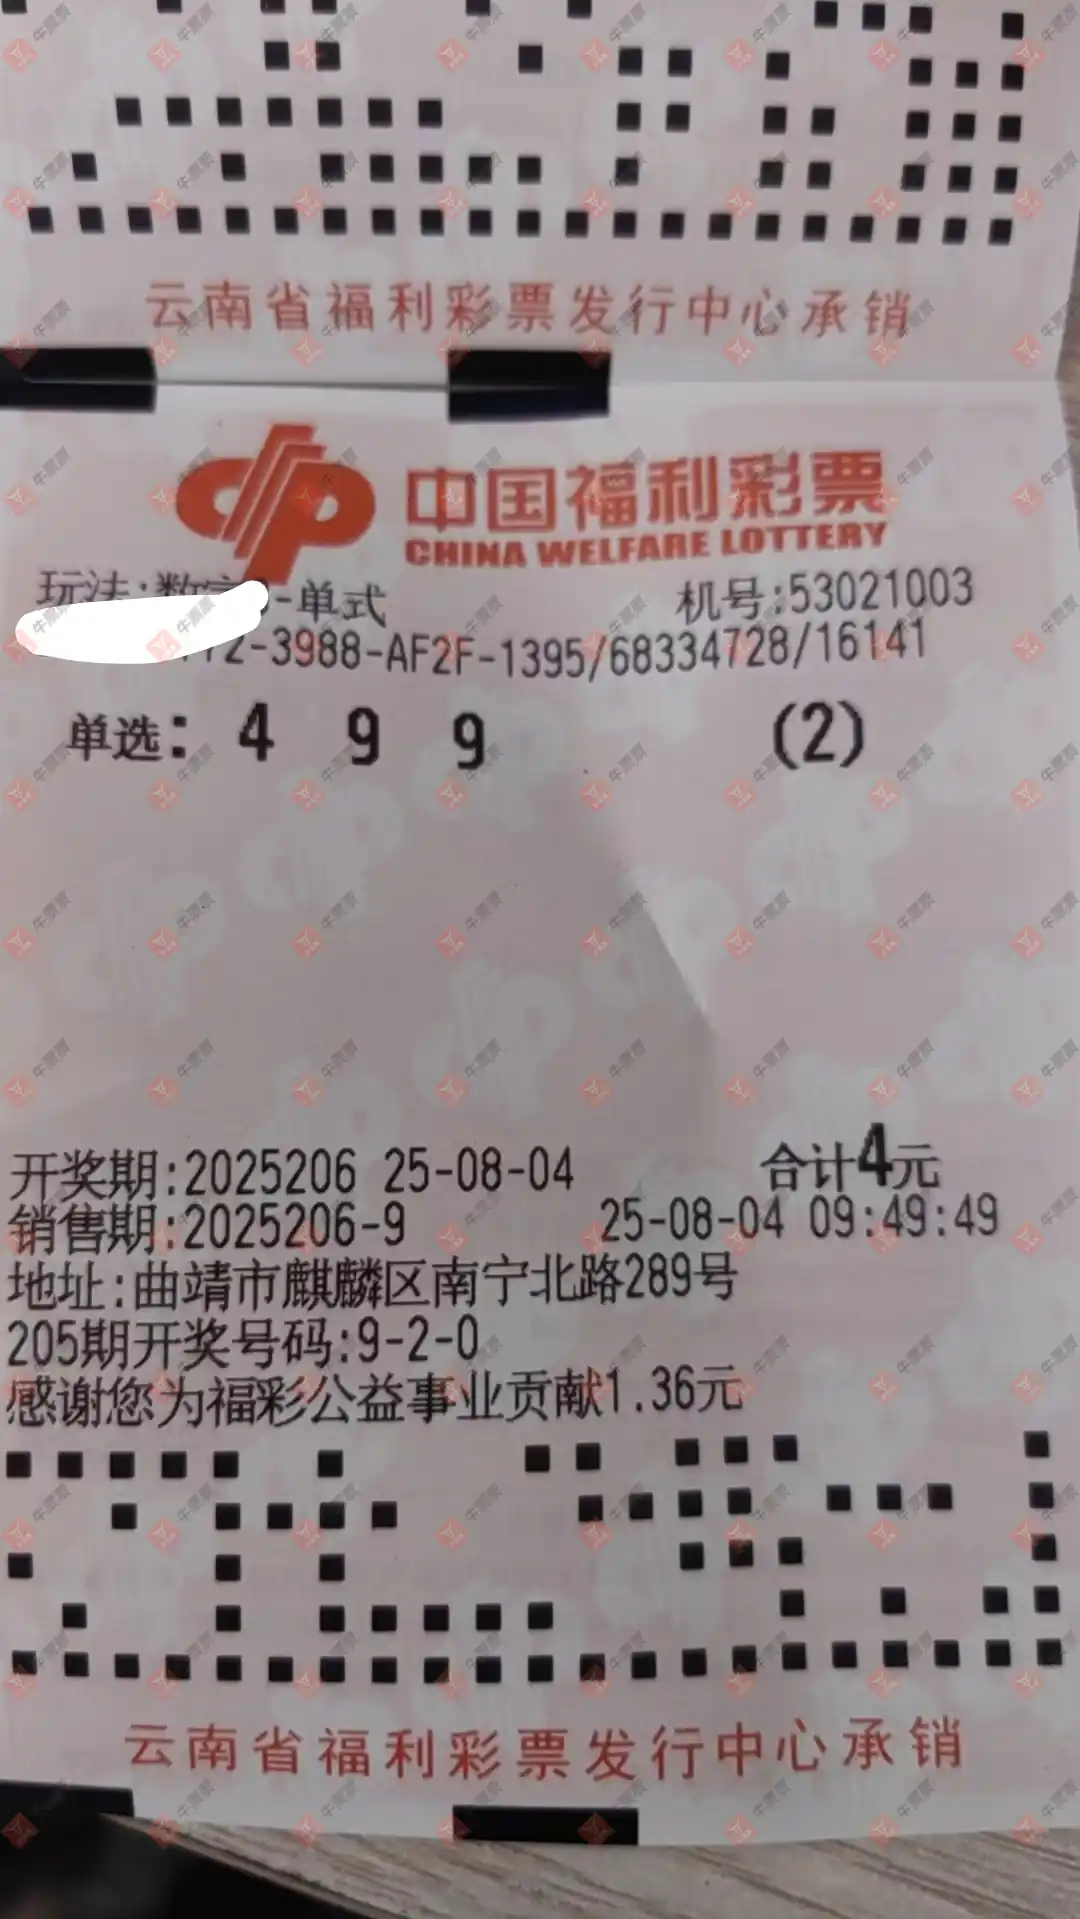 云南省福利彩票发行中心承销
中国福利彩票
CHINA WELFARE LOTTERY
玩法:数字3-单式 机号:53021003
-3988-AF2F-1395/68334728/16141
单选: 4 9 9 (2)
开奖期:2025206 25-08-04 合计4元
销售期:2025206-9 25-08-04 09:49:49
地址:曲靖市麒麟区南宁北路289号
205期开奖号码:9-2-0
感谢您为福彩公益事业贡献1.36元
云南省福利彩票发行中心承销
牛票票